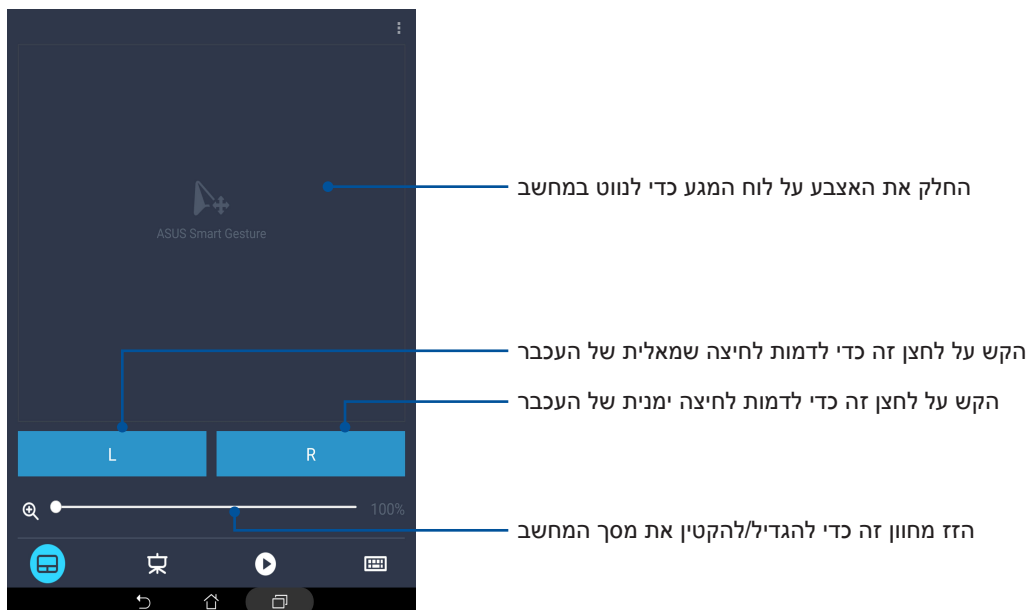 החלק את האצבע על לוח המגע כדי לנווט במחשב
ASUS Smart Gesture
הקש על לחצן זה כדי לדמות לחיצה שמאלית של העכבר
הקש על לחצן זה כדי לדמות לחיצה ימנית של העכבר
L
R
100%
הזז מחוון זה כדי להגדיל/להקטין את מסך המחשב